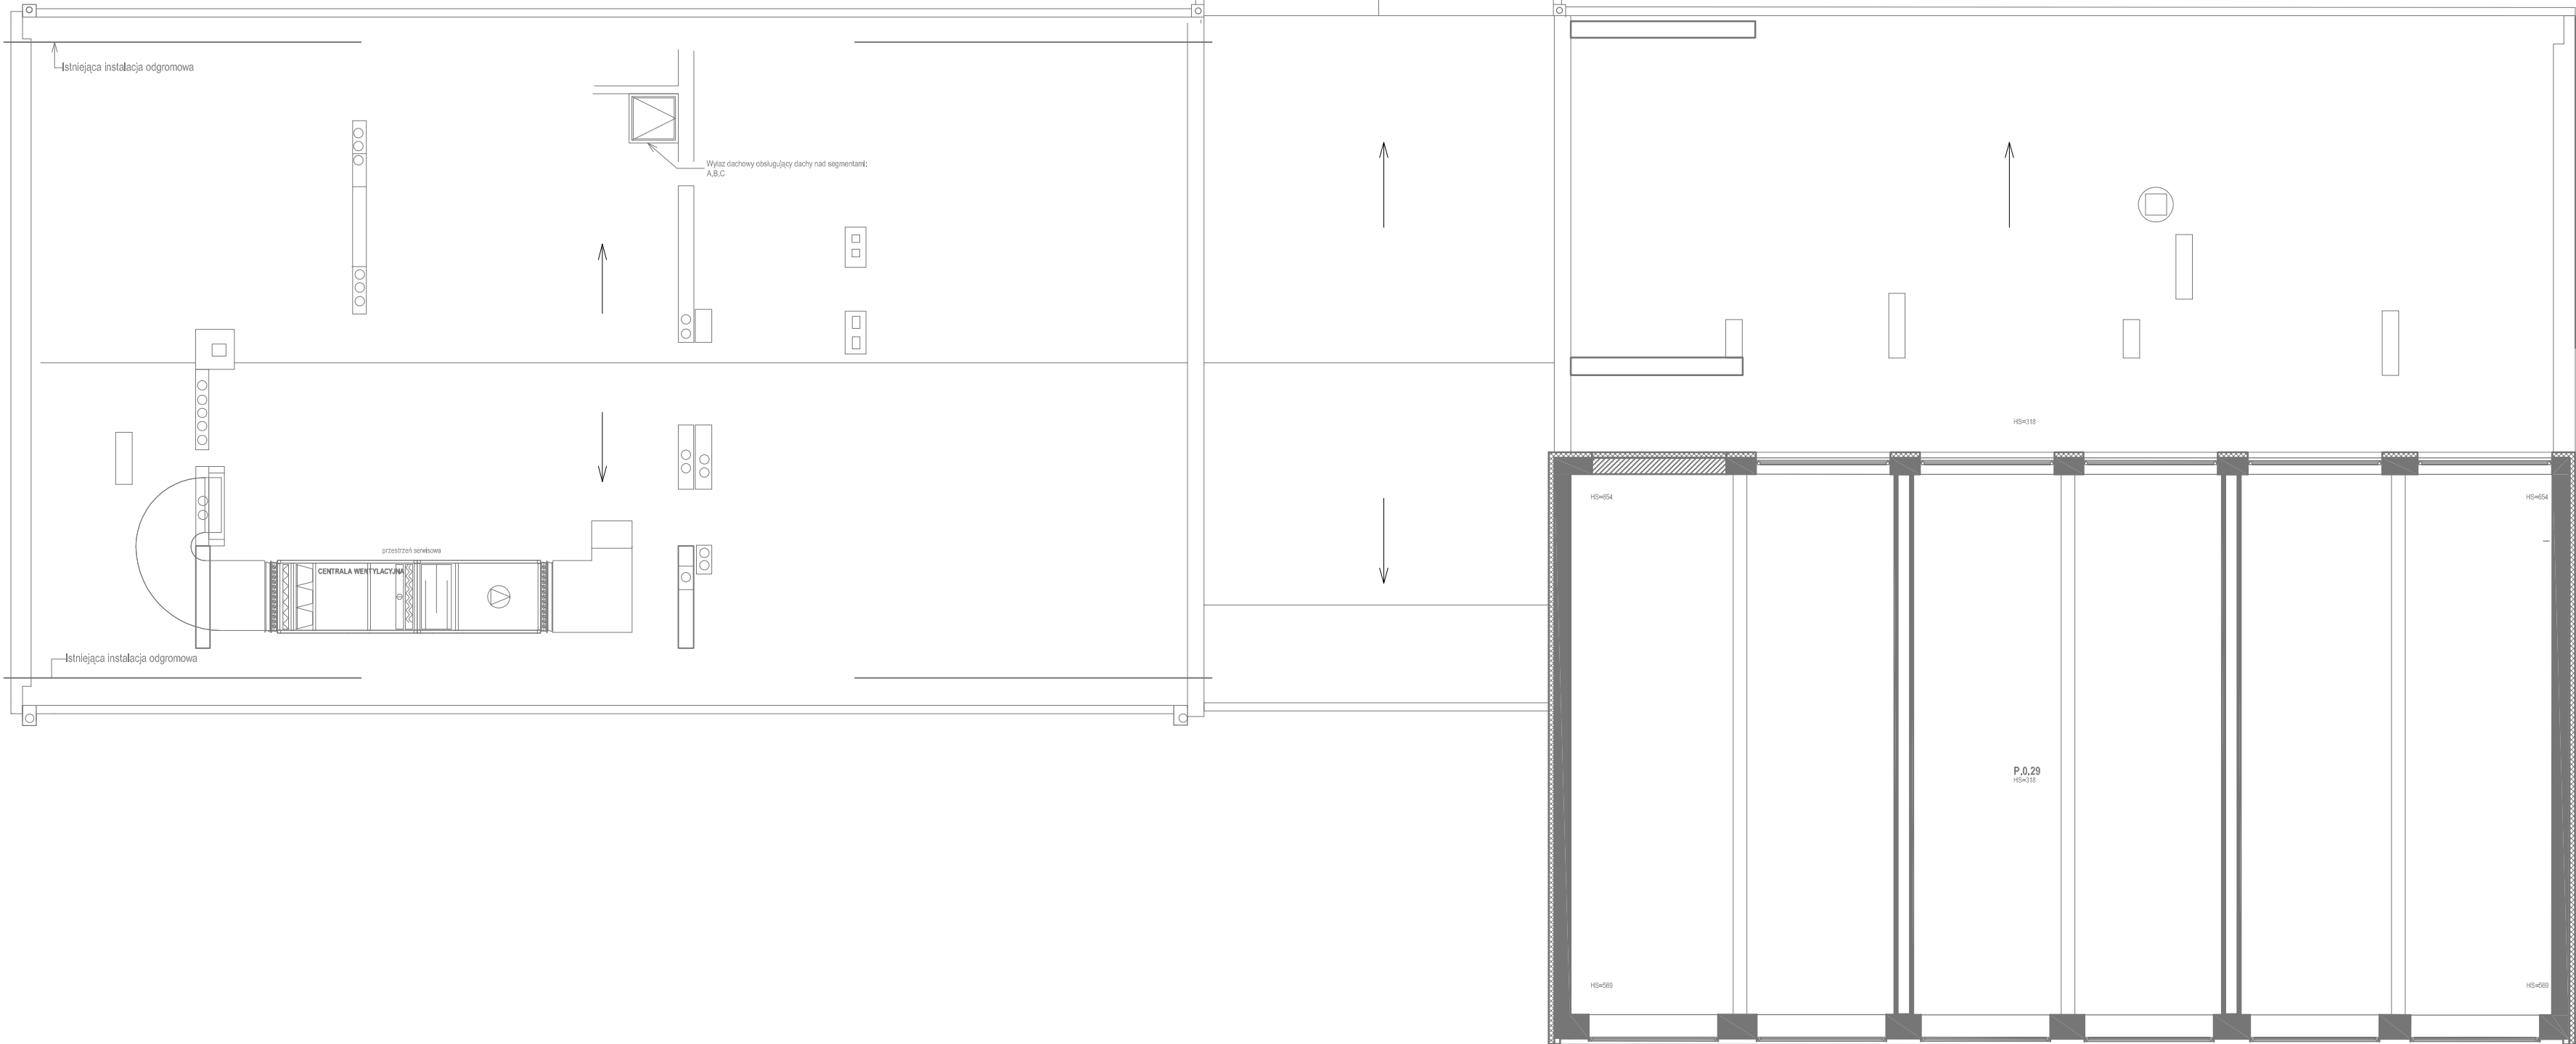 Istniejąca instalacja odgromowa
Wyłaz dachowy obsługujący dachy nad segmentami:
A,B,C
HS=318
HS=654
HS=654
przestrzeń serwisowa
CENTRALA WENTYLACYJNA
Istniejąca instalacja odgromowa
P.0.29
HS=318
HS=569
HS=569